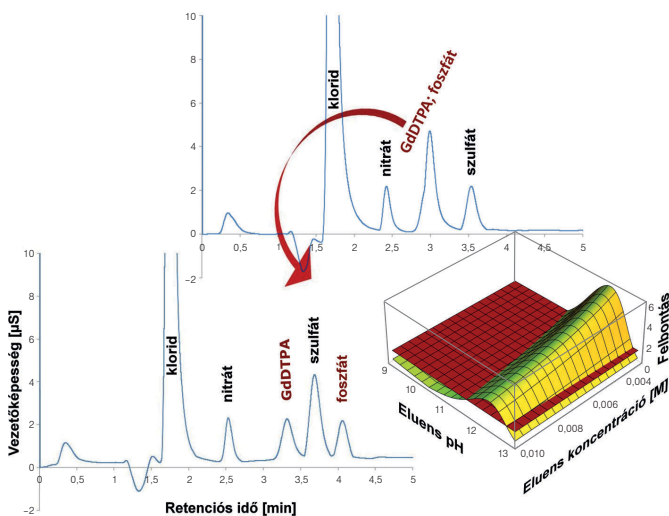 10
8
6
4
2
0
−2
klorid
nitrát
GdDTPA; foszfát
szulfát
0 0,5 1 1,5 2 2,5 3 3,5 4 4,5 5
Vezetőképesség [µS]
10
8
6
4
2
0
−2
klorid
nitrát
GdDTPA
szulfát
foszfát
0 0,5 1 1,5 2 2,5 3 3,5 4 4,5 5
Retenciós idő [min]
6
4
2
0
Felbontás
9 10 11 12 13
Eluens pH
0,010 0,008 0,006 0,004
Eluens koncentráció [M]